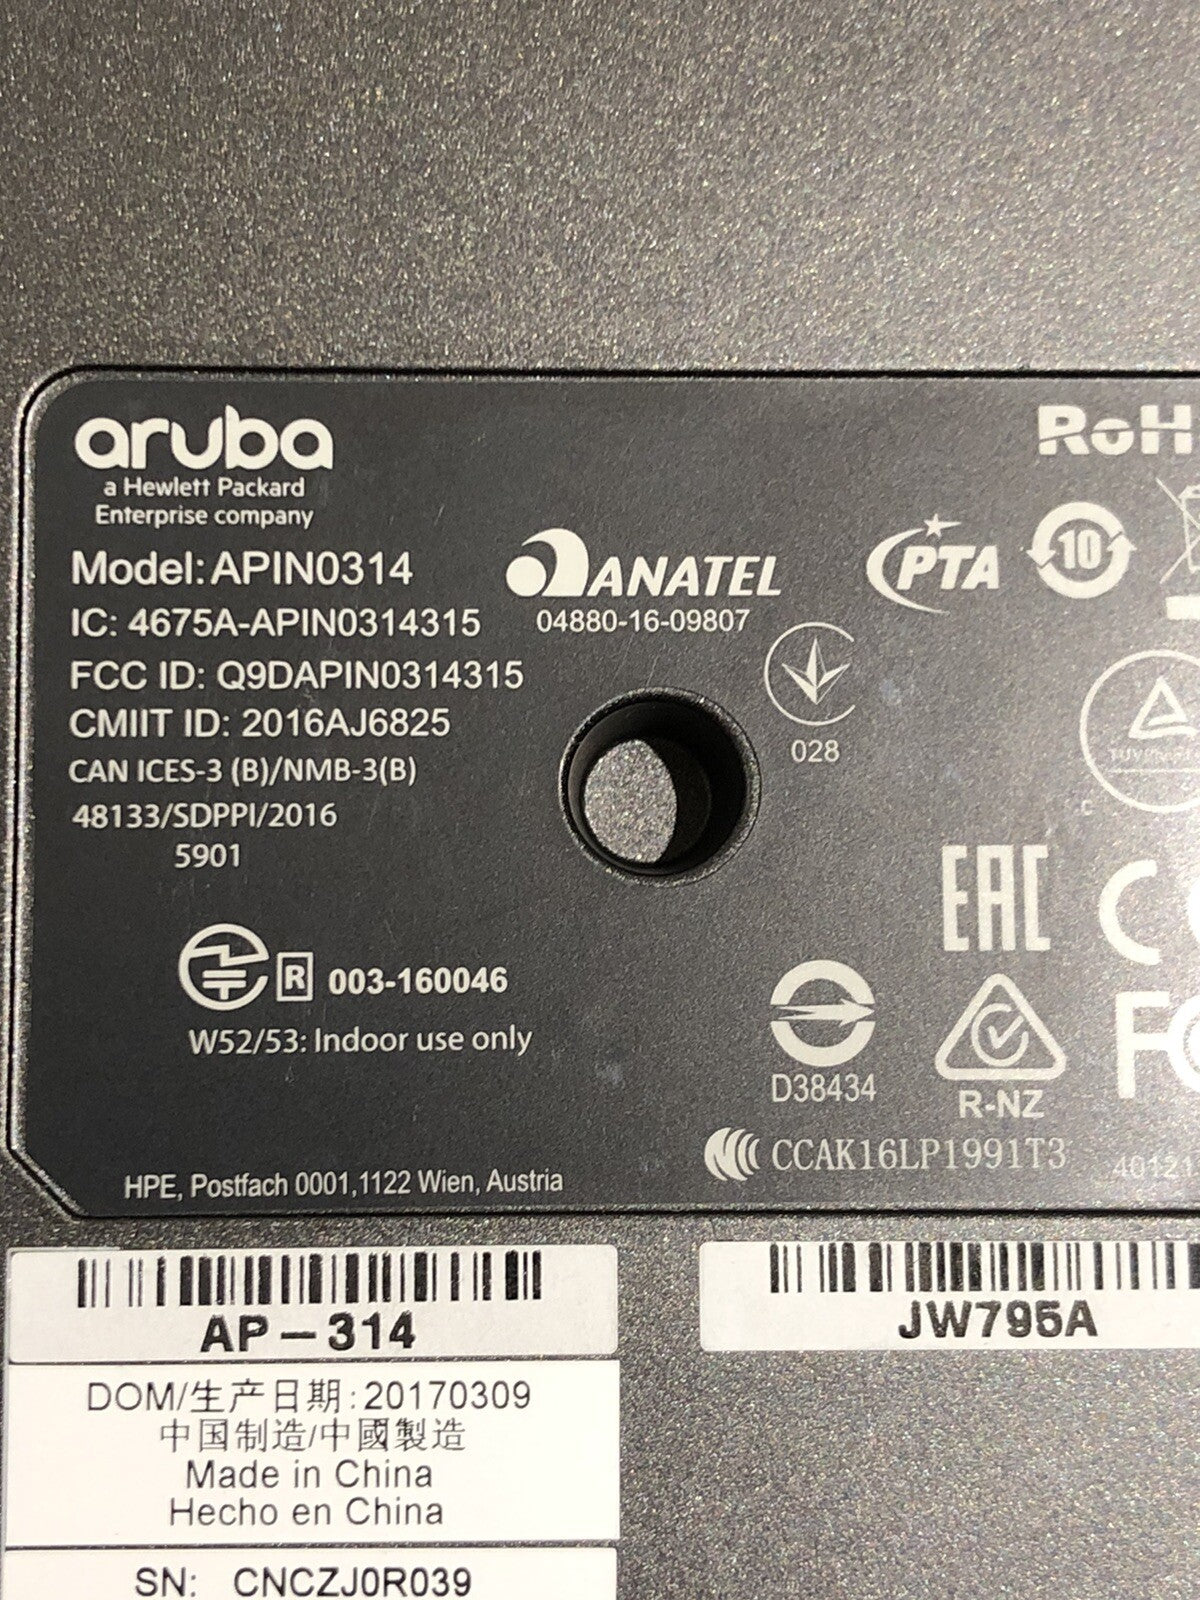 aruba
a Hewlett Packard
Enterprise company
Model: APIN0314
IC: 4675A-APIN0314315
FCC ID: Q9DAPIN0314315
CMIIT ID: 2016AJ6825
CAN ICES-3 (B)/NMB-3(B)
48133/SDPPI/2016
5901
R 003-160046
W52/53: Indoor use only
HPE, Postfach 0001,1122 Wien, Austria
ANATEL
04880-16-09807
PTA
10
RoH
028
EAC
D38434
R-NZ
CCAK16LP1991T3
40121
AP-314
JW795A
DOM/生产日期: 20170309
中国制造/中國製造
Made in China
Hecho en China
SN: CNCZJ0R039